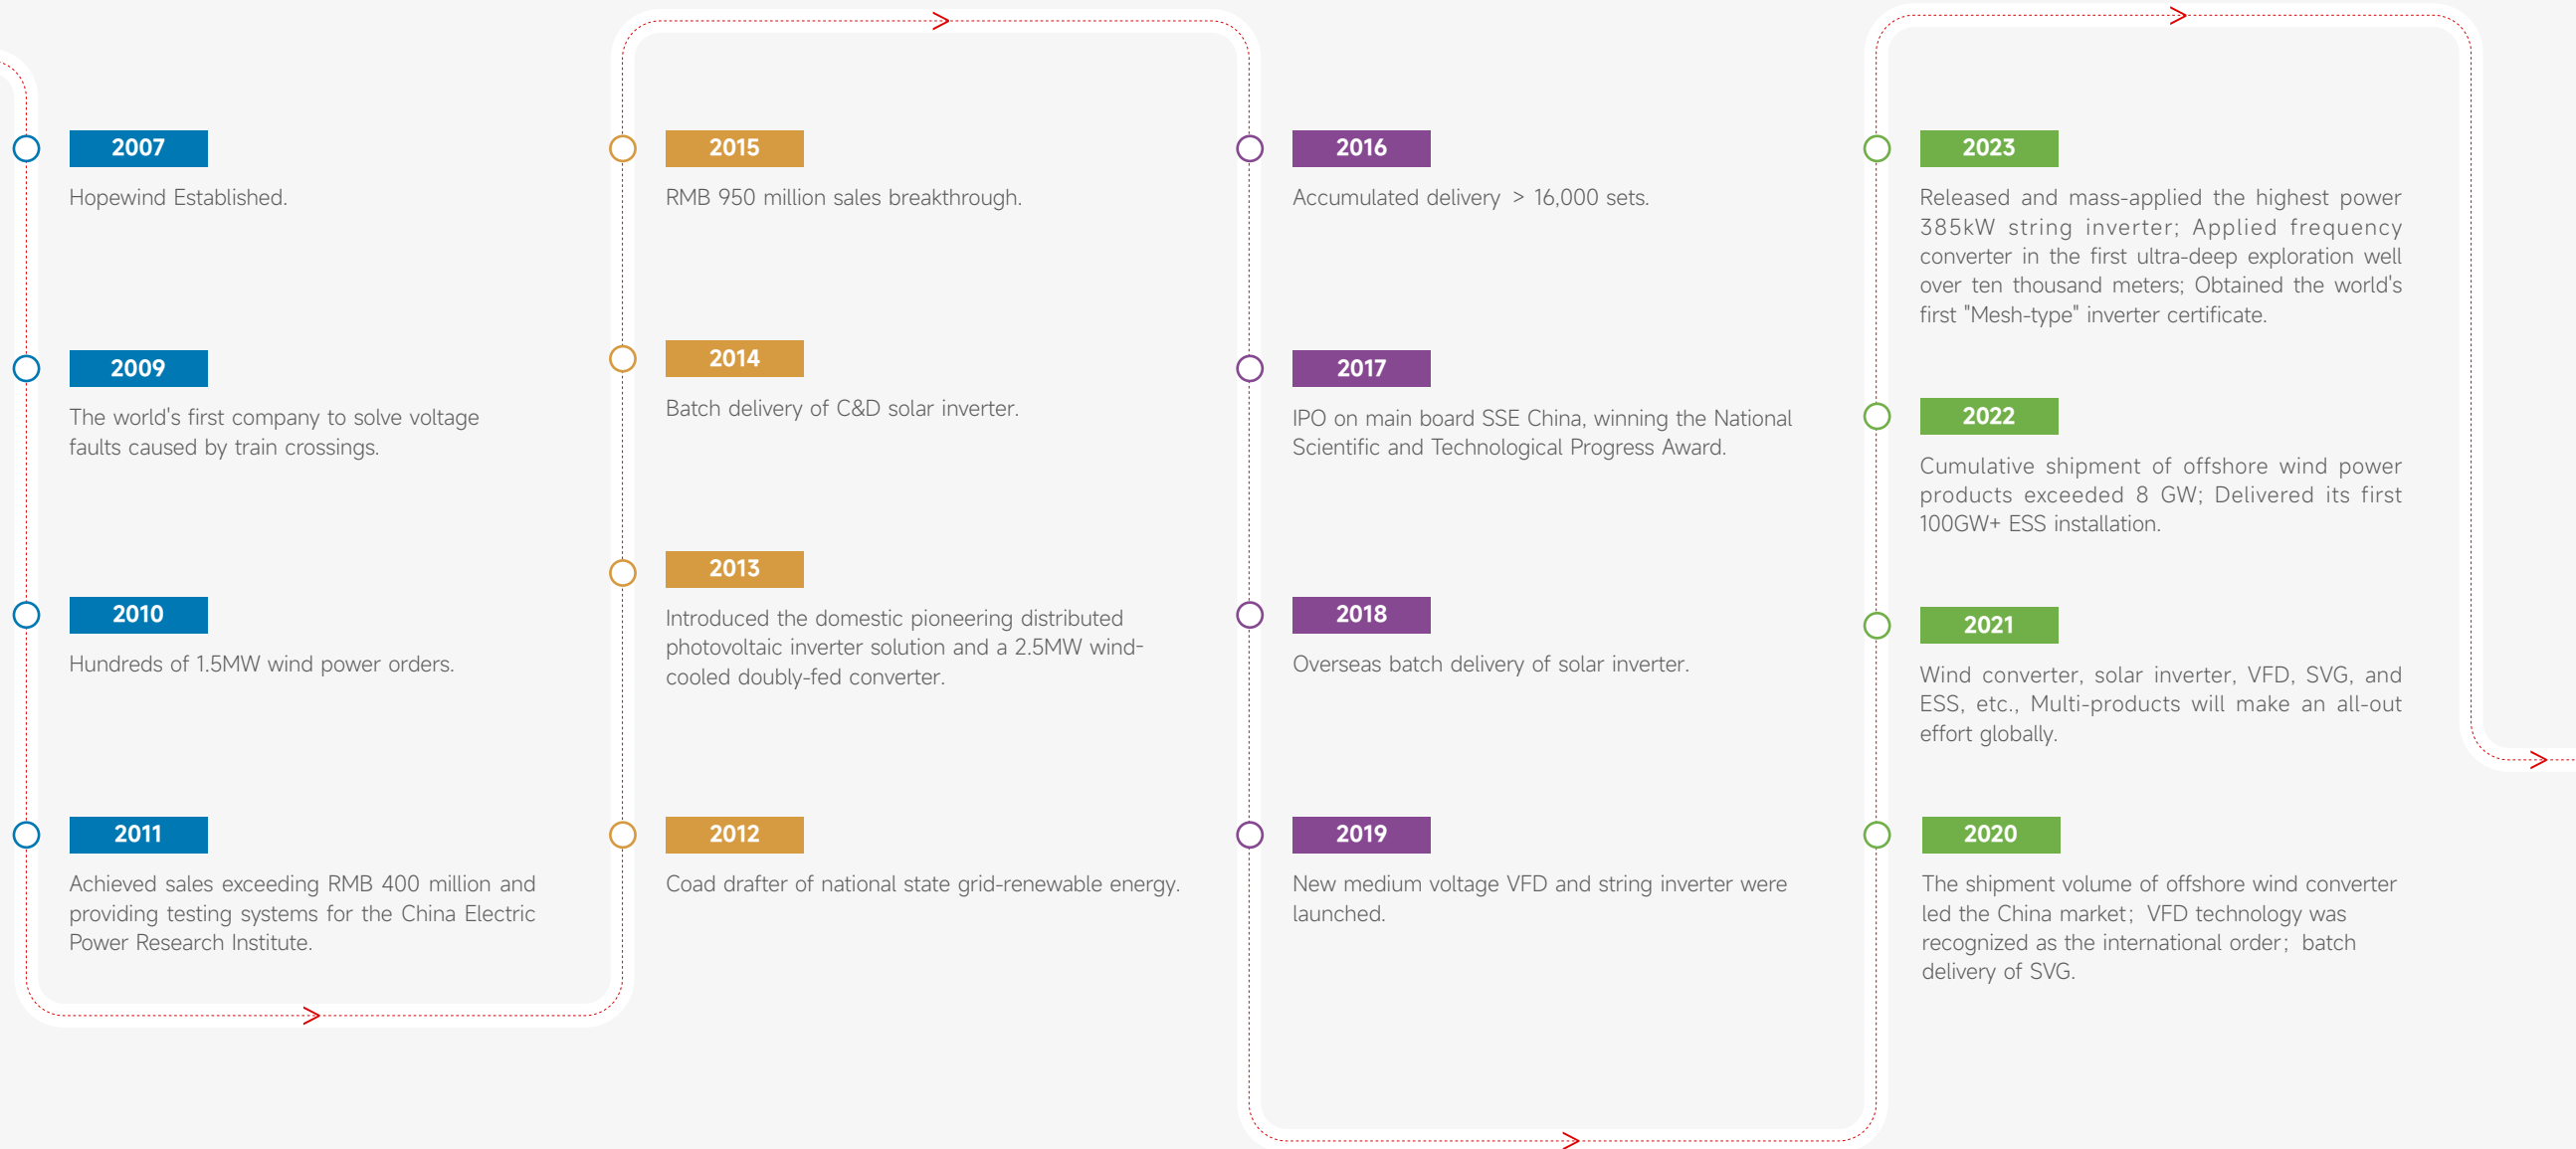 2007
Hopewind Established.
2009
The world's first company to solve voltage
faults caused by train crossings.
2010
Hundreds of 1.5MW wind power orders.
2011
Achieved sales exceeding RMB 400 million and
providing testing systems for the China Electric
Power Research Institute.
2015
RMB 950 million sales breakthrough.
2014
Batch delivery of C&D solar inverter.
2013
Introduced the domestic pioneering distributed
photovoltaic inverter solution and a 2.5MW wind-
cooled doubly-fed converter.
2012
Coad drafter of national state grid-renewable energy.
2016
Accumulated delivery > 16,000 sets.
2017
IPO on main board SSE China, winning the National
Scientific and Technological Progress Award.
2018
Overseas batch delivery of solar inverter.
2019
New medium voltage VFD and string inverter were
launched.
2023
Released and mass-applied the highest power
385kW string inverter; Applied frequency
converter in the first ultra-deep exploration well
over ten thousand meters; Obtained the world's
first "Mesh-type" inverter certificate.
2022
Cumulative shipment of offshore wind power
products exceeded 8 GW; Delivered its first
100GW+ ESS installation.
2021
Wind converter, solar inverter, VFD, SVG, and
ESS, etc., Multi-products will make an all-out
effort globally.
2020
The shipment volume of offshore wind converter
led the China market; VFD technology was
recognized as the international order; batch
delivery of SVG.